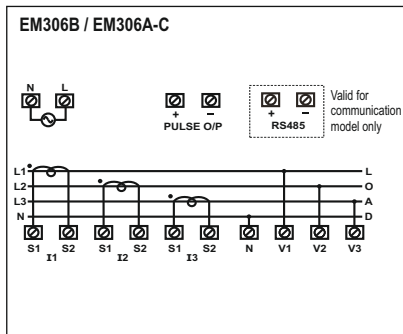 EM306B / EM306A-C
N L
+ − + −
PULSE O/P RS485
Valid for
communication
model only
L1 L
L2 O
L3 A
N D
S1 S2 S1 S2 S1 S2 N V1 V2 V3
I1 I2 I3